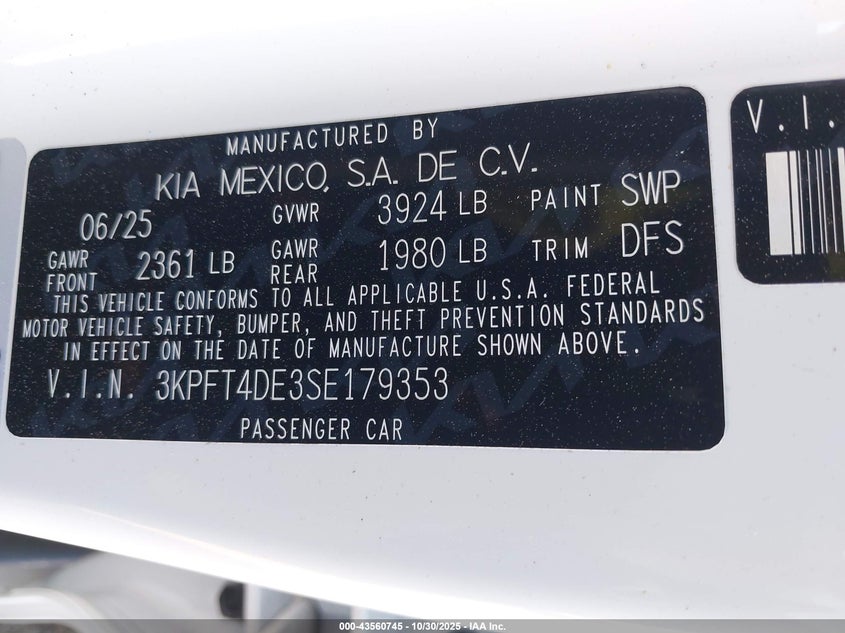 MANUFACTURED BY
KIA MEXICO, S.A. DE C.V.
06/25 GVWR 3924 LB PAINT SWP
GAWR FRONT 2361 LB GAWR REAR 1980 LB TRIM DFS
THIS VEHICLE CONFORMS TO ALL APPLICABLE U.S.A. FEDERAL
MOTOR VEHICLE SAFETY, BUMPER, AND THEFT PREVENTION STANDARDS
IN EFFECT ON THE DATE OF MANUFACTURE SHOWN ABOVE.
V.I.N. 3KPFT4DE3SE179353
PASSENGER CAR
V.I.
000-43560745 - 10/30/2025 - IAA Inc.